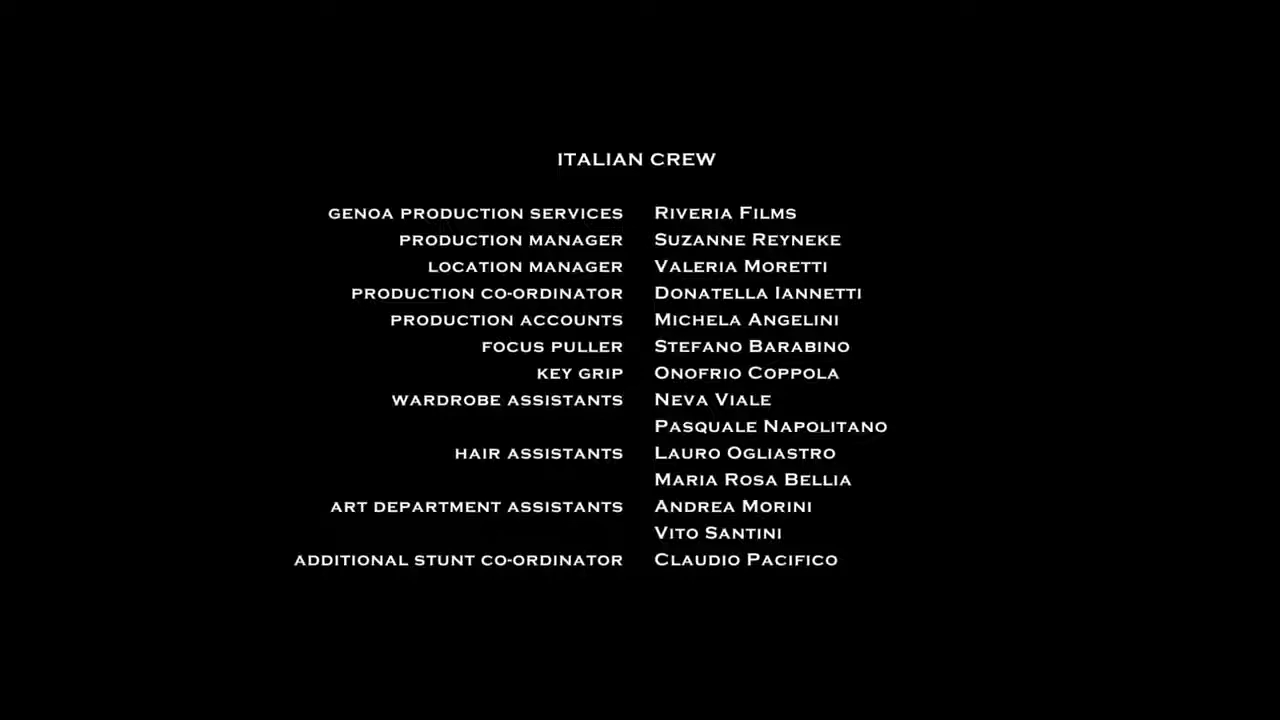 ITALIAN CREW
GENOA PRODUCTION SERVICES Riveria Films
PRODUCTION MANAGER Suzanne Reyneke
LOCATION MANAGER Valeria Moretti
PRODUCTION CO-ORDINATOR Donatella Iannetti
PRODUCTION ACCOUNTS Michela Angelini
FOCUS PULLER Stefano Barabino
KEY GRIP Onofrio Coppola
WARDROBE ASSISTANTS Neva Viale
Pasquale Napolitano
HAIR ASSISTANTS Lauro Ogliastro
Maria Rosa Bellia
ART DEPARTMENT ASSISTANTS Andrea Morini
Vito Santini
ADDITIONAL STUNT CO-ORDINATOR Claudio Pacifico